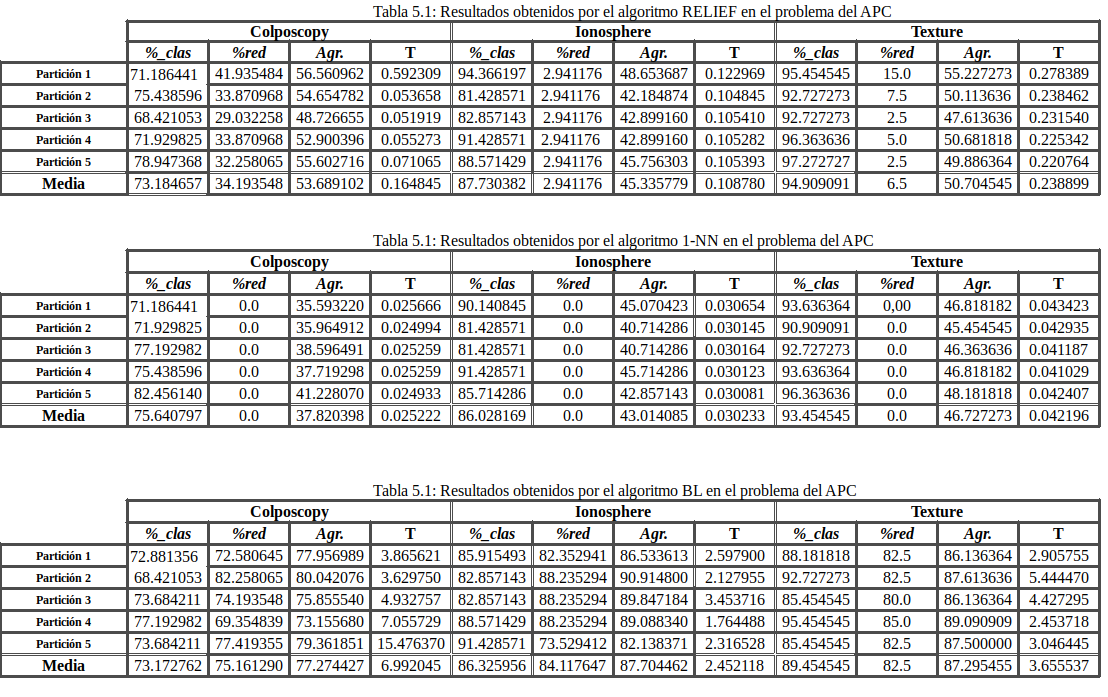 Tabla 5.1: Resultados obtenidos por el algoritmo RELIEF en el problema del APC
Colposcopy Ionosphere Texture
%_clas %red Agr. T %_clas %red Agr. T %_clas %red Agr. T
Partición 1 71.186441 41.935484 56.560962 0.592309 94.366197 2.941176 48.653687 0.122969 95.454545 15.0 55.227273 0.278389
Partición 2 75.438596 33.870968 54.654782 0.053658 81.428571 2.941176 42.184874 0.104845 92.727273 7.5 50.113636 0.238462
Partición 3 68.421053 29.032258 48.726655 0.051919 82.857143 2.941176 42.899160 0.105410 92.727273 2.5 47.613636 0.231540
Partición 4 71.929825 33.870968 52.900396 0.055273 91.428571 2.941176 42.899160 0.105282 96.363636 5.0 50.681818 0.225342
Partición 5 78.947368 32.258065 55.602716 0.071065 88.571429 2.941176 45.756303 0.105393 97.272727 2.5 49.886364 0.220764
Media 73.184657 34.193548 53.689102 0.164845 87.730382 2.941176 45.335779 0.108780 94.909091 6.5 50.704545 0.238899
Tabla 5.1: Resultados obtenidos por el algoritmo 1-NN en el problema del APC
Colposcopy Ionosphere Texture
%_clas %red Agr. T %_clas %red Agr. T %_clas %red Agr. T
Partición 1 71.186441 0.0 35.593220 0.025666 90.140845 0.0 45.070423 0.030654 93.636364 0,00 46.818182 0.043423
Partición 2 71.929825 0.0 35.964912 0.024994 81.428571 0.0 40.714286 0.030145 90.909091 0.0 45.454545 0.042935
Partición 3 77.192982 0.0 38.596491 0.025259 81.428571 0.0 40.714286 0.030164 92.727273 0.0 46.363636 0.041187
Partición 4 75.438596 0.0 37.719298 0.025259 91.428571 0.0 45.714286 0.030123 93.636364 0.0 46.818182 0.041029
Partición 5 82.456140 0.0 41.228070 0.024933 85.714286 0.0 42.857143 0.030081 96.363636 0.0 48.181818 0.042407
Media 75.640797 0.0 37.820398 0.025222 86.028169 0.0 43.014085 0.030233 93.454545 0.0 46.727273 0.042196
Tabla 5.1: Resultados obtenidos por el algoritmo BL en el problema del APC
Colposcopy Ionosphere Texture
%_clas %red Agr. T %_clas %red Agr. T %_clas %red Agr. T
Partición 1 72.881356 72.580645 77.956989 3.865621 85.915493 82.352941 86.533613 2.597900 88.181818 82.5 86.136364 2.905755
Partición 2 68.421053 82.258065 80.042076 3.629750 82.857143 88.235294 90.914800 2.127955 92.727273 82.5 87.613636 5.444470
Partición 3 73.684211 74.193548 75.855540 4.932757 82.857143 88.235294 89.847184 3.453716 85.454545 80.0 86.136364 4.427295
Partición 4 77.192982 69.354839 73.155680 7.055729 88.571429 88.235294 89.088340 1.764488 95.454545 85.0 89.090909 2.453718
Partición 5 73.684211 77.419355 79.361851 15.476370 91.428571 73.529412 82.138371 2.316528 85.454545 82.5 87.500000 3.046445
Media 73.172762 75.161290 77.274427 6.992045 86.325956 84.117647 87.704462 2.452118 89.454545 82.5 87.295455 3.655537